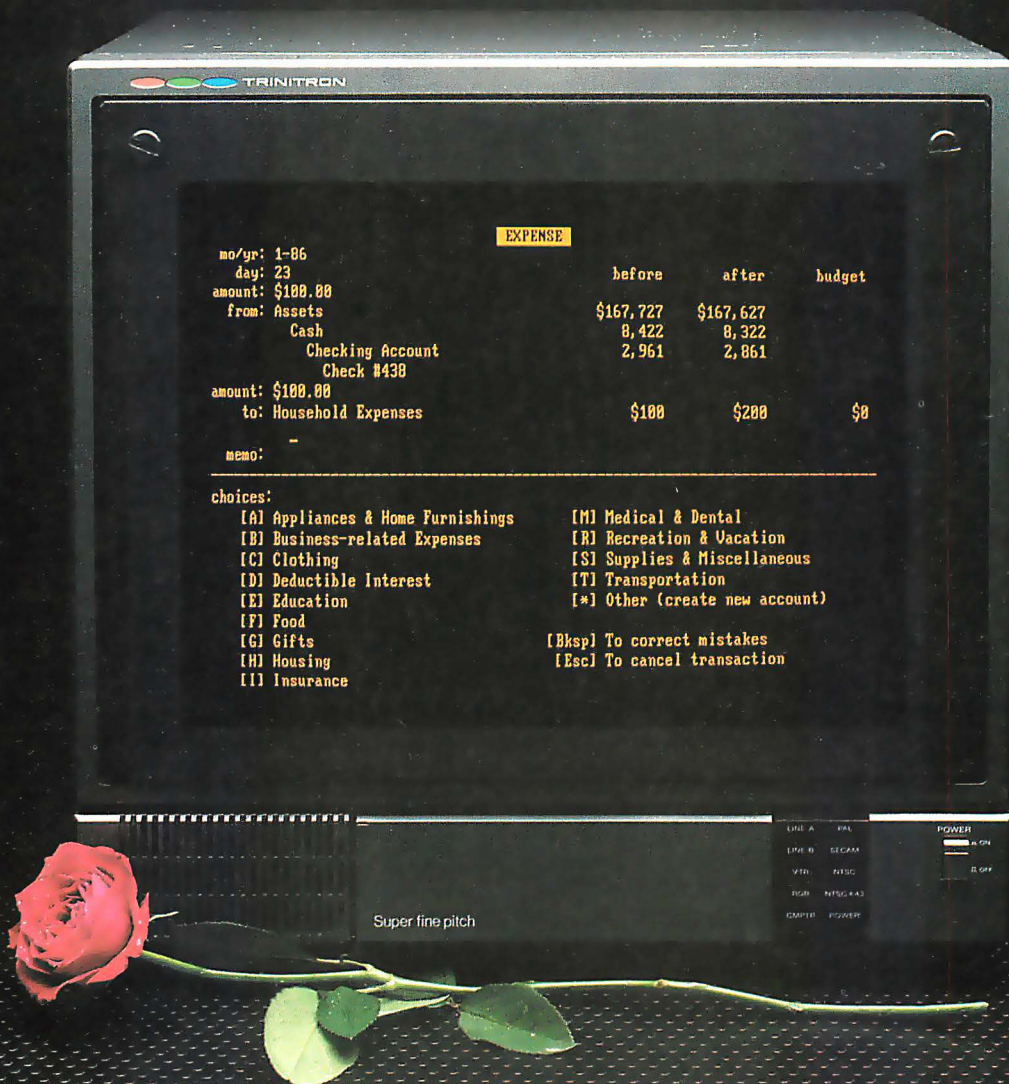 TRINITRON
EXPENSE
mo/yr: 1-86
day: 23 before after budget
amount: $100.00
from: Assets $167,727 $167,627
Cash 8,422 8,322
Checking Account 2,961 2,861
Check #438
amount: $100.00
to: Household Expenses $100 $200 $0
memo:
choices:
[A] Appliances & Home Furnishings [M] Medical & Dental
[B] Business-related Expenses [R] Recreation & Vacation
[C] Clothing [S] Supplies & Miscellaneous
[D] Deductible Interest [T] Transportation
[E] Education [*] Other (create new account)
[F] Food
[G] Gifts [Bksp] To correct mistakes
[H] Housing [Esc] To cancel transaction
[I] Insurance
LINE A PAL POWER
LINE B SECAM ON
VTR NTSC OFF
RGB NTSC 4.43
CMPTR POWER
Super fine pitch